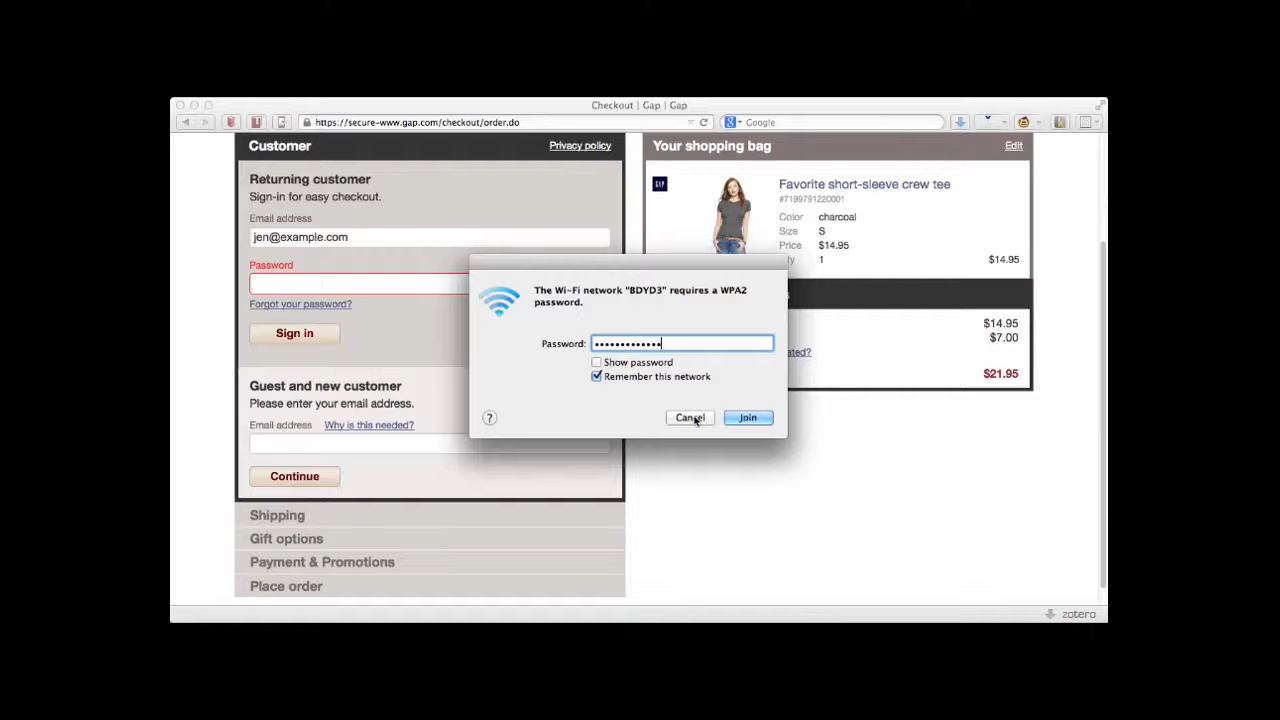 Checkout | Gap | Gap
https://secure-www.gap.com/checkout/order.do
Google
Customer
Privacy policy
Returning customer
Sign-in for easy checkout.
Email address
jen@example.com
Password
Forgot your password?
Sign in
Guest and new customer
Please enter your email address.
Email address Why is this needed?
Continue
Shipping
Gift options
Payment & Promotions
Place order
Your shopping bag
Edit
GAP
Favorite short-sleeve crew tee
#7199791220001
Color charcoal
Size S
Price $14.95
1 $14.95
$14.95
$7.00
$21.95
The Wi-Fi network "BDYD3" requires a WPA2
password.
Password: •••••••••••••
Show password
Remember this network
?
Cancel
Join
zotero